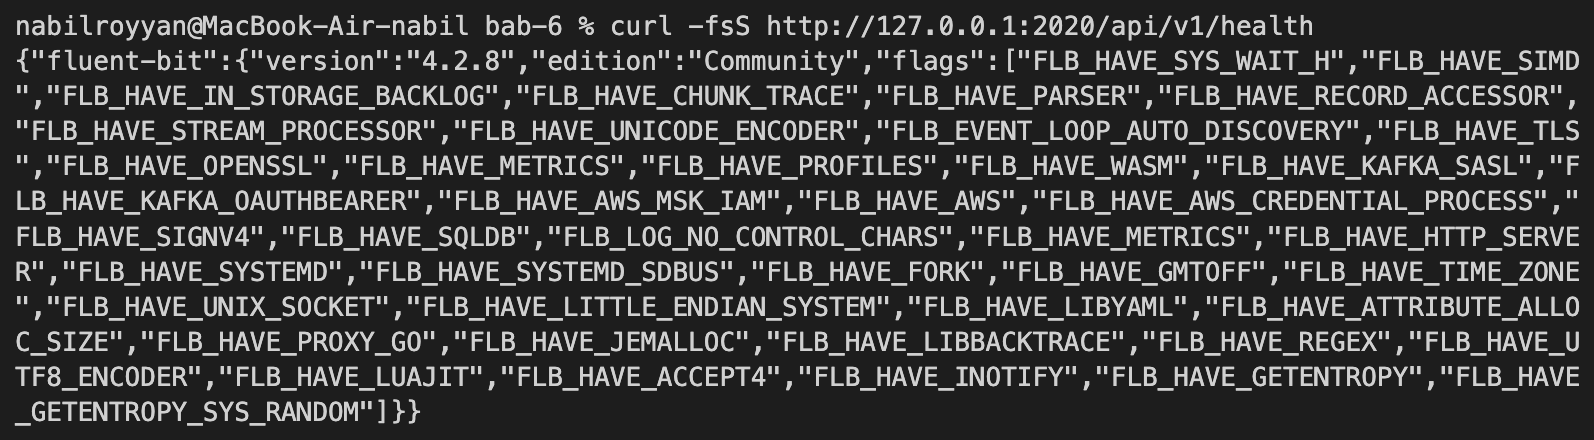 nabilroyyan@MacBook-Air-nabil bab-6 % curl -fsS http://127.0.0.1:2020/api/v1/health
{"fluent-bit":{"version":"4.2.8","edition":"Community","flags":["FLB_HAVE_SYS_WAIT_H","FLB_HAVE_SIMD
","FLB_HAVE_IN_STORAGE_BACKLOG","FLB_HAVE_CHUNK_TRACE","FLB_HAVE_PARSER","FLB_HAVE_RECORD_ACCESSOR",
"FLB_HAVE_STREAM_PROCESSOR","FLB_HAVE_UNICODE_ENCODER","FLB_EVENT_LOOP_AUTO_DISCOVERY","FLB_HAVE_TLS
","FLB_HAVE_OPENSSL","FLB_HAVE_METRICS","FLB_HAVE_PROFILES","FLB_HAVE_WASM","FLB_HAVE_KAFKA_SASL","F
LB_HAVE_KAFKA_OAUTHBEARER","FLB_HAVE_AWS_MSK_IAM","FLB_HAVE_AWS","FLB_HAVE_AWS_CREDENTIAL_PROCESS","
FLB_HAVE_SIGNV4","FLB_HAVE_SQLDB","FLB_LOG_NO_CONTROL_CHARS","FLB_HAVE_METRICS","FLB_HAVE_HTTP_SERVE
R","FLB_HAVE_SYSTEMD","FLB_HAVE_SYSTEMD_SDBUS","FLB_HAVE_FORK","FLB_HAVE_GMTOFF","FLB_HAVE_TIME_ZONE
","FLB_HAVE_UNIX_SOCKET","FLB_HAVE_LITTLE_ENDIAN_SYSTEM","FLB_HAVE_LIBYAML","FLB_HAVE_ATTRIBUTE_ALLO
C_SIZE","FLB_HAVE_PROXY_GO","FLB_HAVE_JEMALLOC","FLB_HAVE_LIBBACKTRACE","FLB_HAVE_REGEX","FLB_HAVE_U
TF8_ENCODER","FLB_HAVE_LUAJIT","FLB_HAVE_ACCEPT4","FLB_HAVE_INOTIFY","FLB_HAVE_GETENTROPY","FLB_HAVE
_GETENTROPY_SYS_RANDOM"]}}